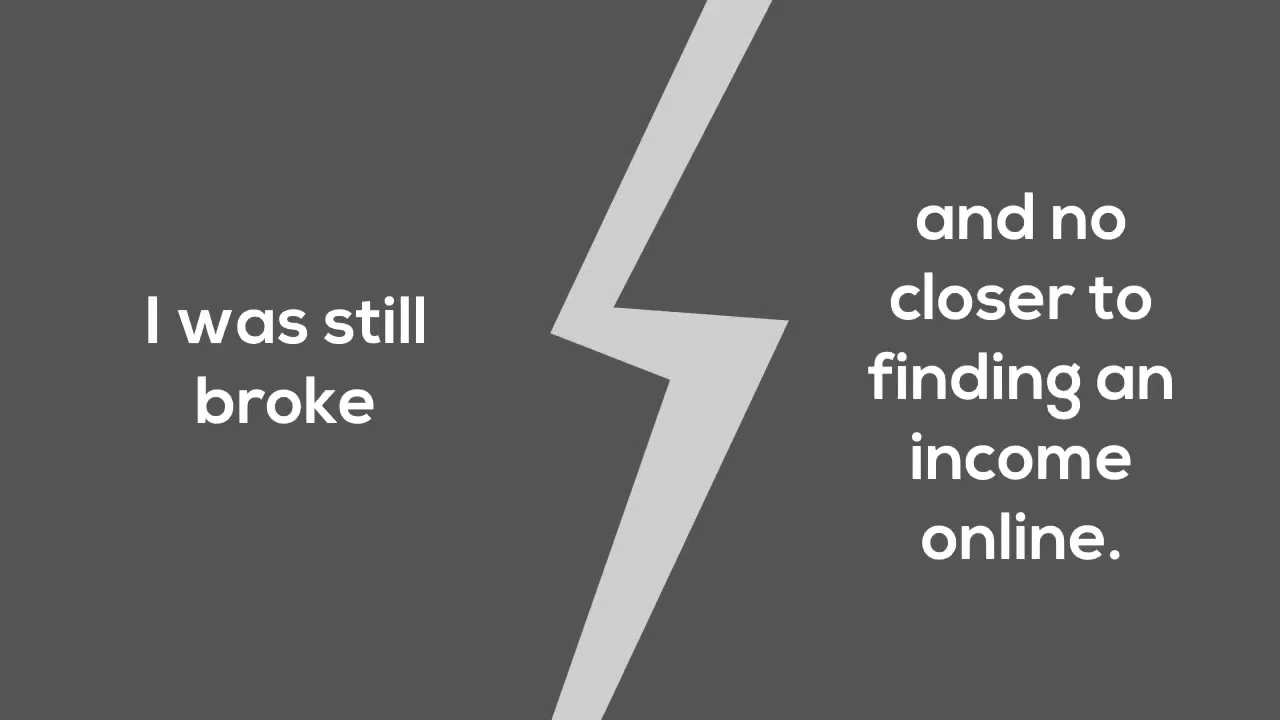 I was still
broke
and no
closer to
finding an
income
online.